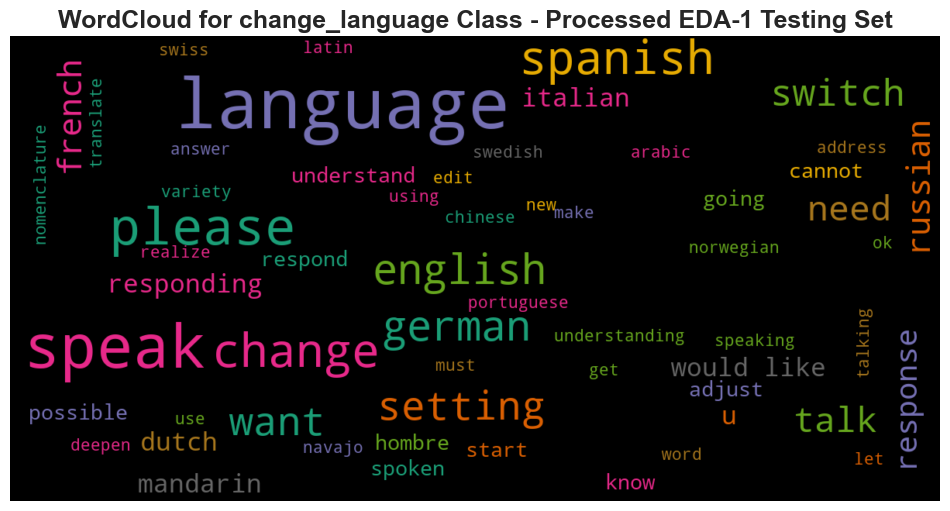 WordCloud for change_language Class - Processed EDA-1 Testing Set
swiss
latin
spanish
language
french
translate
italian
switch
nomenclature
answer
swedish
arabic
address
russian
understand
edit
cannot
variety
using
new
make
going
need
chinese
please
realize
respond
norwegian
ok
english
responding
portuguese
german
understanding
speaking
talking
speak
change
must
get
would like
response
adjust
possible
use
want
setting
u
talk
deepen
dutch
navajo
hombre
start
word
let
spoken
mandarin
know